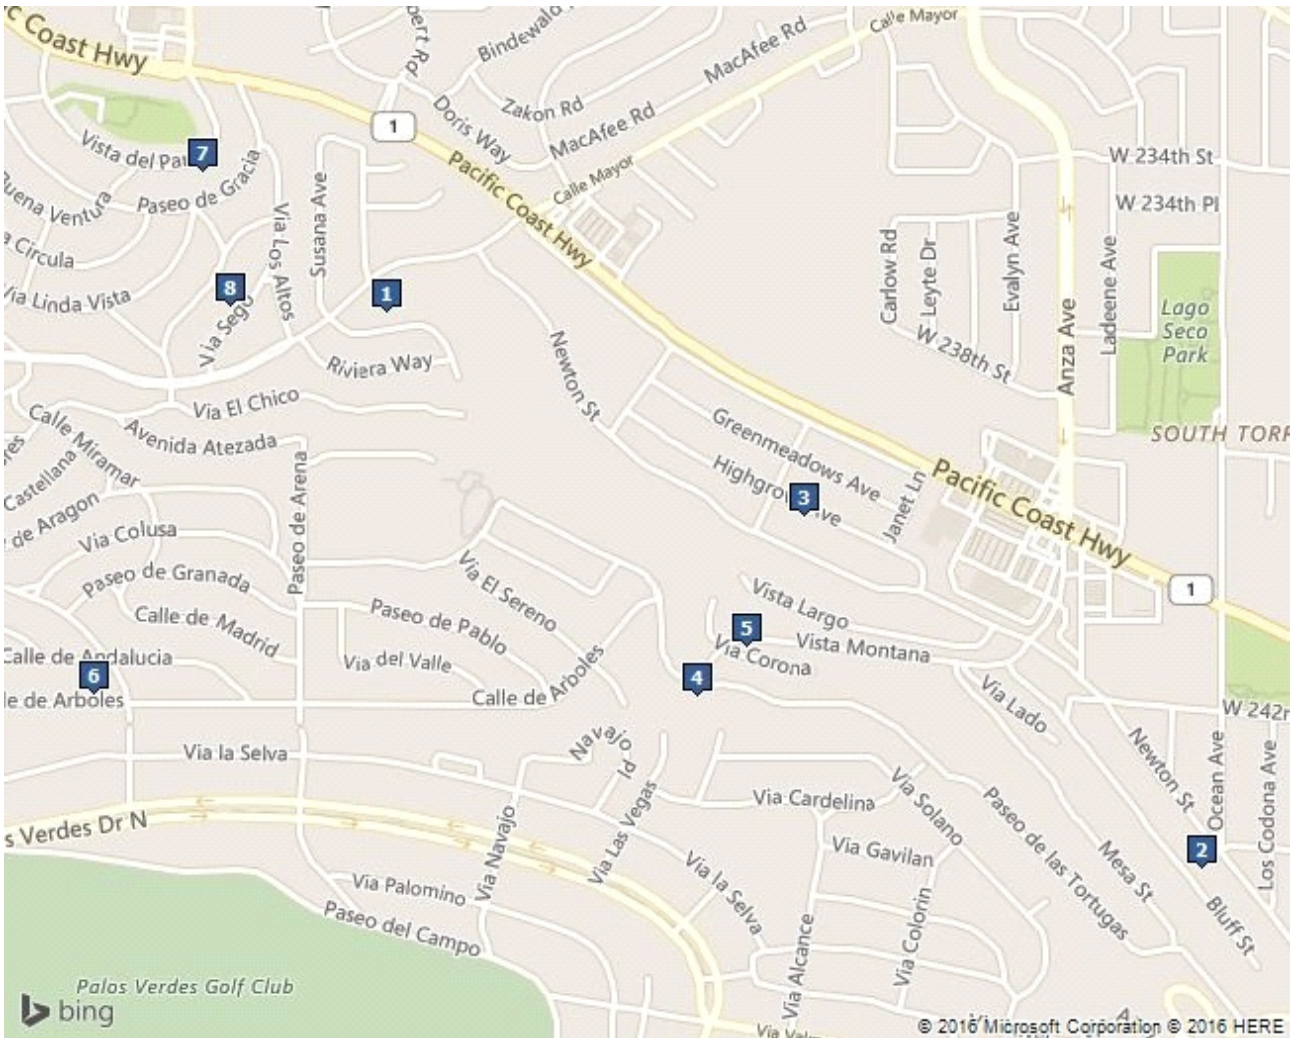 c Coast Hwy
bert Rd
Bindewald
Calle Mayor
MacAfee Rd
Zakon Rd
Doris Way
1
MacAfee Rd
W 234th St
Vista del Pa
7
Pacific Coast Hwy
Calle Mayor
Paseo de Gracia
Buena Ventura
Susana Ave
W 234th Pl
Via Los Altos
a Circula
Carlow Rd
Leyte Dr
Evalyn Ave
Ladeene Ave
8
1
Via Linda Vista
Via Sego
Lago
Seco
Park
Anza Ave
W 238th St
Riviera Way
Newton St
Via El Chico
Calle Miramar
Avenida Atezada
Greenmeadows Ave
SOUTH TORR
Castellana
Highgro
3
ve
Janet Ln
Pacific Coast Hwy
de Aragon
Paseo de Arena
Via Colusa
1
Paseo de Granada
Via El Sereno
Vista Largo
Calle de Madrid
Paseo de Pablo
5
Vista Montana
Via Corona
Calle de Andalucia
Via del Valle
6
4
le de Arboles
Calle de Arboles
Via Lado
W 242n
Via la Selva
Navajo
ld
Newton St
Ocean Ave
Los Codona Ave
Via Cardelina
Via Solano
Paseo de las Tortugas
s Verdes Dr N
Via Navajo
Via Las Vegas
Via Gavilan
Mesa St
2
Via la Selva
Via Palomino
Bluff St
Paseo del Campo
Via Alcance
Via Colorin
Palos Verdes Golf Club
bing
© 2016 Microsoft Corporation © 2016 HERE